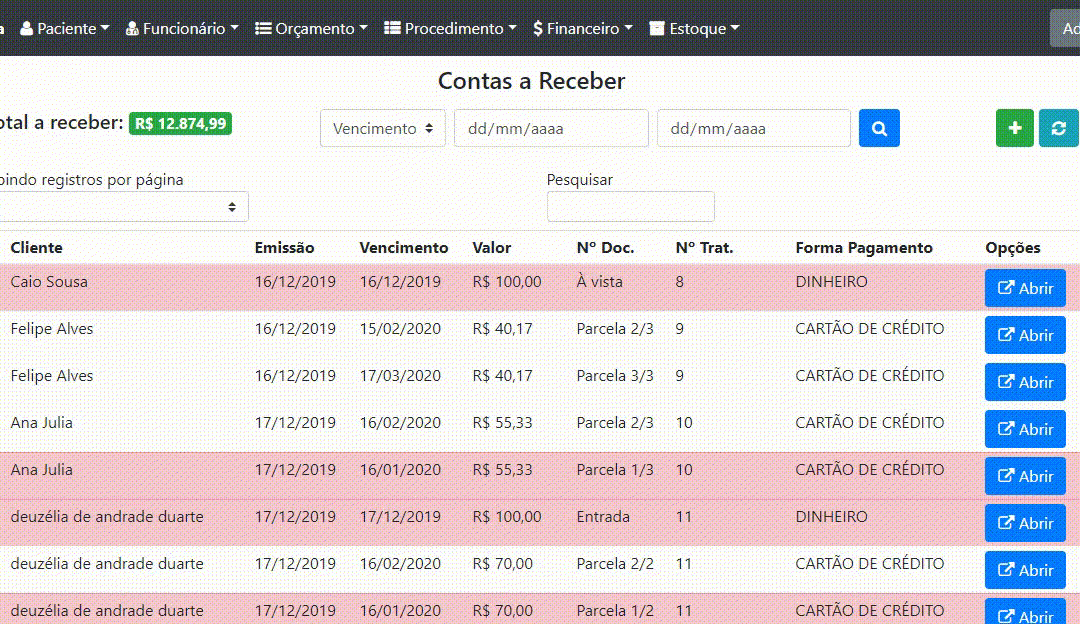 a Paciente Funcionário Orçamento Procedimento $ Financeiro Estoque Ad
Contas a Receber
otal a receber: R$ 12.874,99 Vencimento dd/mm/aaaa dd/mm/aaaa
bindo registros por página Pesquisar
Cliente Emissão Vencimento Valor Nº Doc. Nº Trat. Forma Pagamento Opções
Caio Sousa 16/12/2019 16/12/2019 R$ 100,00 À vista 8 DINHEIRO Abrir
Felipe Alves 16/12/2019 15/02/2020 R$ 40,17 Parcela 2/3 9 CARTÃO DE CRÉDITO Abrir
Felipe Alves 16/12/2019 17/03/2020 R$ 40,17 Parcela 3/3 9 CARTÃO DE CRÉDITO Abrir
Ana Julia 17/12/2019 16/02/2020 R$ 55,33 Parcela 2/3 10 CARTÃO DE CRÉDITO Abrir
Ana Julia 17/12/2019 16/01/2020 R$ 55,33 Parcela 1/3 10 CARTÃO DE CRÉDITO Abrir
deuzélia de andrade duarte 17/12/2019 17/12/2019 R$ 100,00 Entrada 11 DINHEIRO Abrir
deuzélia de andrade duarte 17/12/2019 16/02/2020 R$ 70,00 Parcela 2/2 11 CARTÃO DE CRÉDITO Abrir
deuzélia de andrade duarte 17/12/2019 16/01/2020 R$ 70,00 Parcela 1/2 11 CARTÃO DE CRÉDITO Abrir